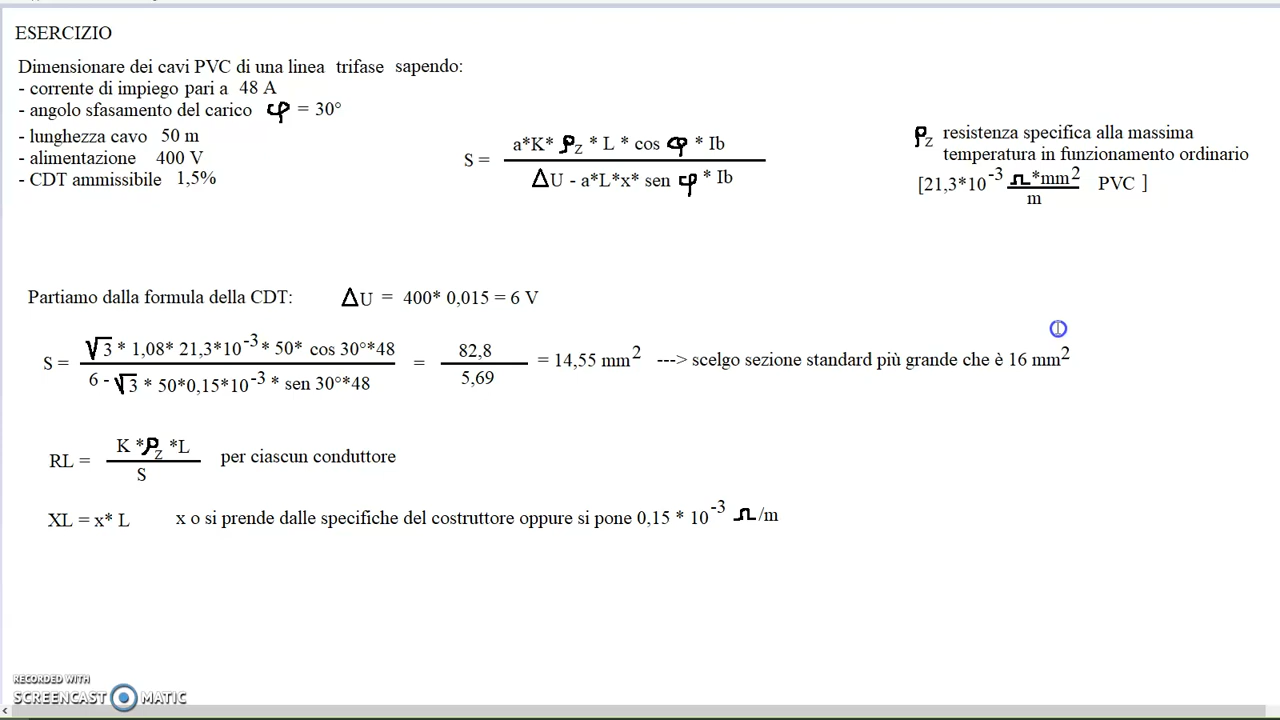 ESERCIZIO
Dimensionare dei cavi PVC di una linea trifase sapendo:
- corrente di impiego pari a 48 A
- angolo sfasamento del carico φ = 30°
- lunghezza cavo 50 m
- alimentazione 400 V
- CDT ammissibile 1,5%
a*K* ρz * L * cos φ * Ib
S =
ΔU - a*L*x* sen φ * Ib
ρz resistenza specifica alla massima
temperatura in funzionamento ordinario
[21,3*10^-3 Ω*mm^2 PVC ]
m
Partiamo dalla formula della CDT: ΔU = 400* 0,015 = 6 V
√3 * 1,08* 21,3*10^-3 * 50* cos 30°*48
82,8
S = = = 14,55 mm^2 ---> scelgo sezione standard più grande che è 16 mm^2
6 - √3 * 50*0,15*10^-3 * sen 30°*48
5,69
K *ρz *L
RL = per ciascun conduttore
S
XL = x* L x o si prende dalle specifiche del costruttore oppure si pone 0,15 * 10^-3 Ω/m
RECORDED WITH
SCREENCAST MATIC